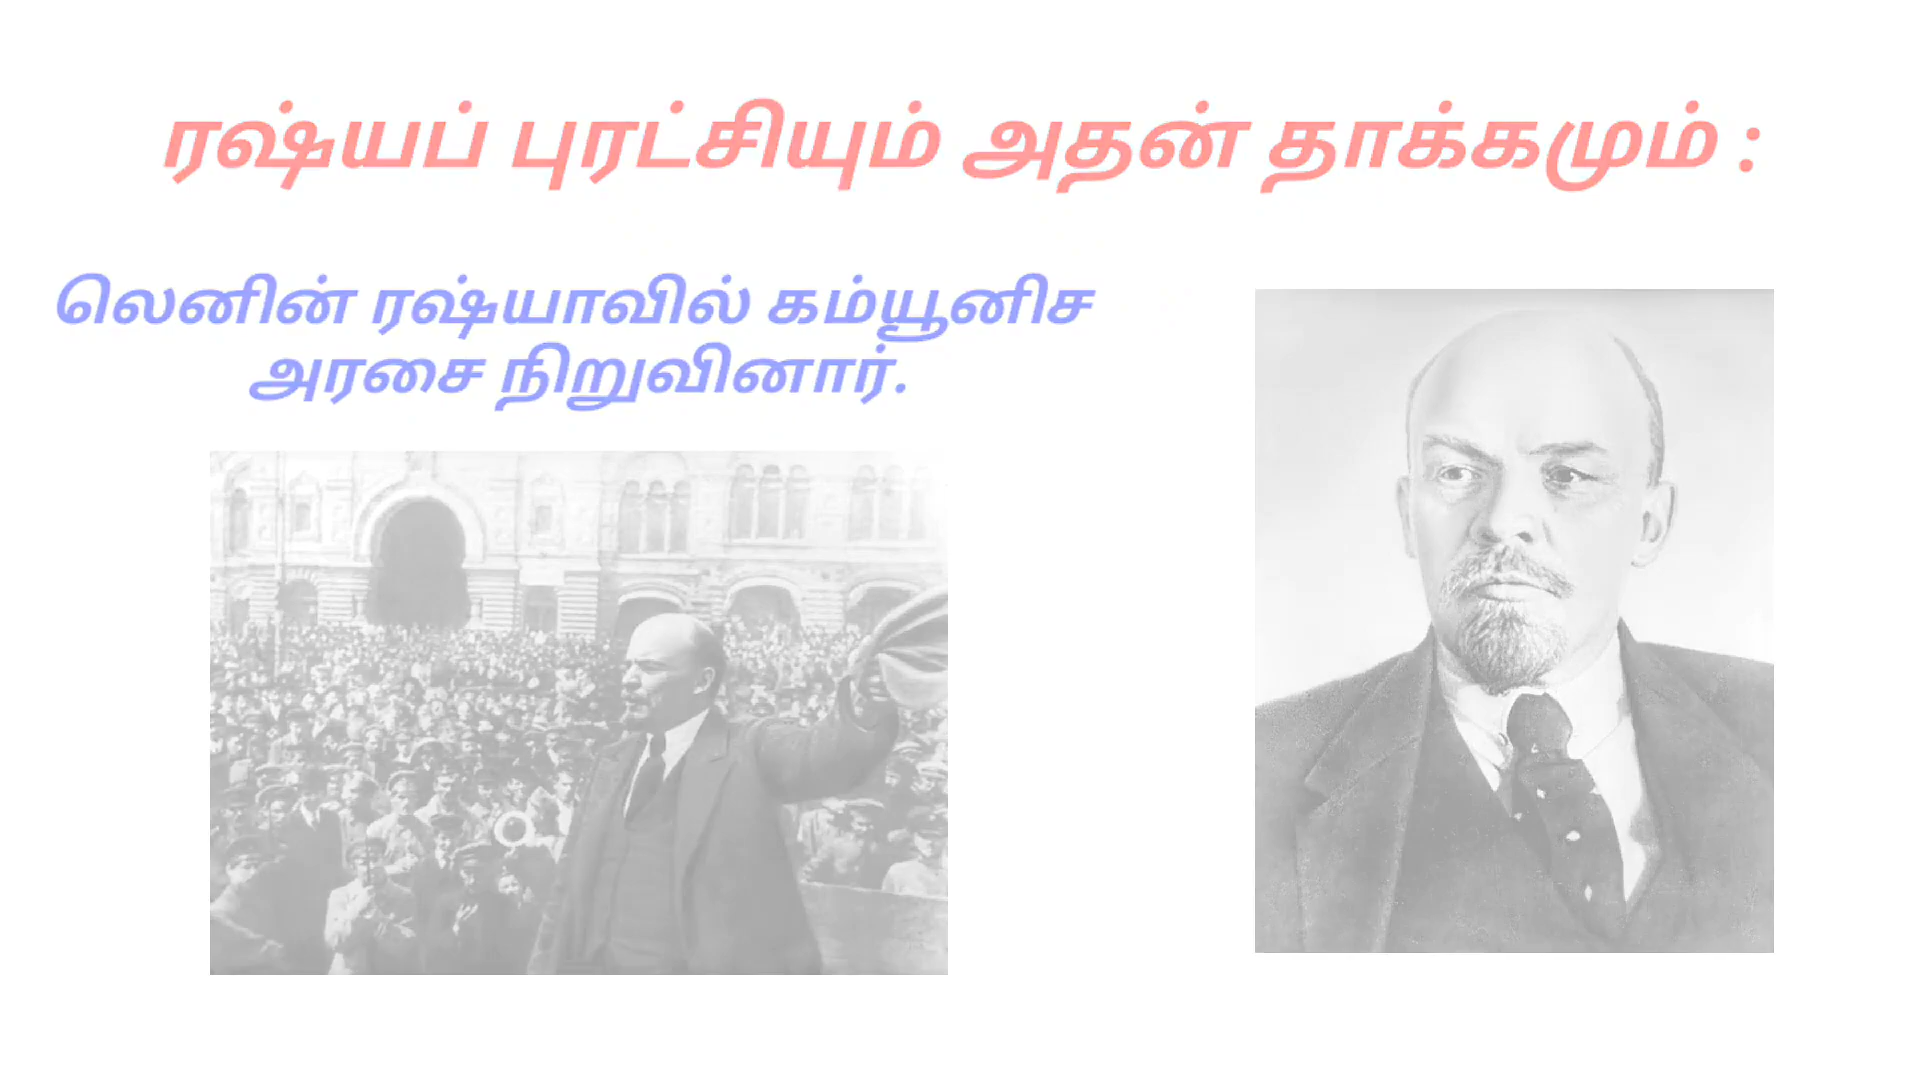 ரஷ்யப் புரட்சியும் அதன் தாக்கமும் :
லெனின் ரஷ்யாவில் கம்யூனிச
அரசை நிறுவினார்.